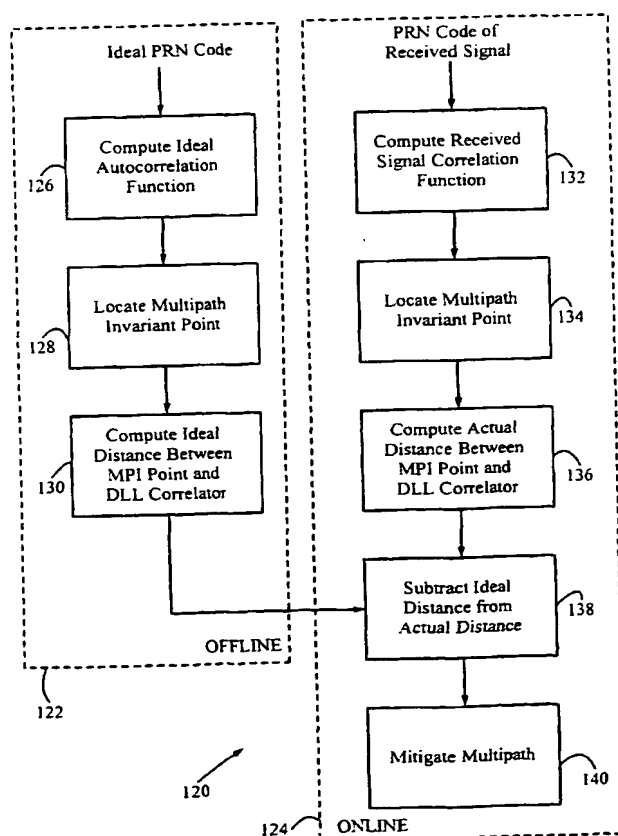 Ideal PRN Code
Compute Ideal
Autocorrelation
Function
126
Locate Multipath
Invariant Point
128
Compute Ideal
Distance Between
MPI Point and
DLL Correlator
130
OFFLINE
122
PRN Code of
Received Signal
Compute Received
Signal Correlation
Function
132
Locate Multipath
Invariant Point
134
Compute Actual
Distance Between
MPI Point and
DLL Correlator
136
Subtract Ideal
Distance from
Actual Distance
138
Mitigate Multipath
140
120
124
ONLINE